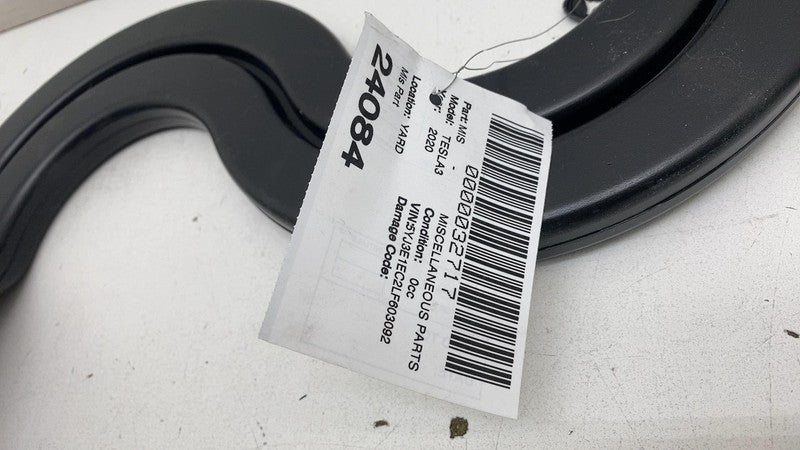 0000032717
Part: MIS - MISCELLANEOUS PARTS
Model: TESLA3 Condition: 0cc
2020 VIN:5YJ3E1EC2LF603092
Location: YARD Damage Code:
Mis Part
24084